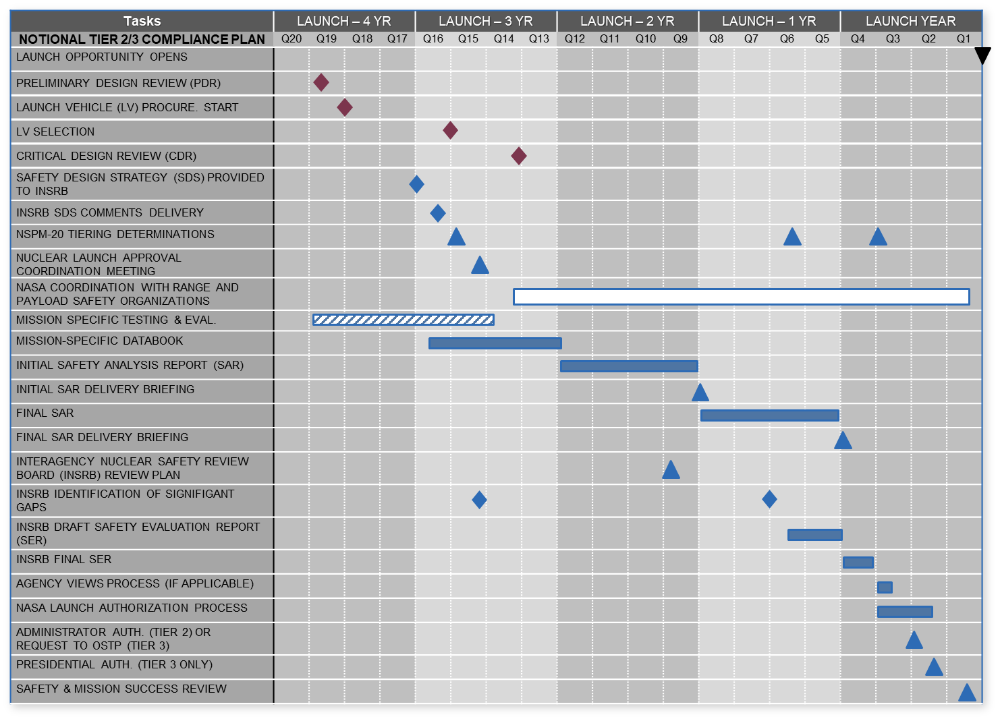 Tasks LAUNCH – 4 YR LAUNCH – 3 YR LAUNCH – 2 YR LAUNCH – 1 YR LAUNCH YEAR
NOTIONAL TIER 2/3 COMPLIANCE PLAN Q20 Q19 Q18 Q17 Q16 Q15 Q14 Q13 Q12 Q11 Q10 Q9 Q8 Q7 Q6 Q5 Q4 Q3 Q2 Q1
LAUNCH OPPORTUNITY OPENS
PRELIMINARY DESIGN REVIEW (PDR)
LAUNCH VEHICLE (LV) PROCURE. START
LV SELECTION
CRITICAL DESIGN REVIEW (CDR)
SAFETY DESIGN STRATEGY (SDS) PROVIDED
TO INSRB
INSRB SDS COMMENTS DELIVERY
NSPM-20 TIERING DETERMINATIONS
NUCLEAR LAUNCH APPROVAL
COORDINATION MEETING
NASA COORDINATION WITH RANGE AND
PAYLOAD SAFETY ORGANIZATIONS
MISSION SPECIFIC TESTING & EVAL.
MISSION-SPECIFIC DATABOOK
INITIAL SAFETY ANALYSIS REPORT (SAR)
INITIAL SAR DELIVERY BRIEFING
FINAL SAR
FINAL SAR DELIVERY BRIEFING
INTERAGENCY NUCLEAR SAFETY REVIEW
BOARD (INSRB) REVIEW PLAN
INSRB IDENTIFICATION OF SIGNIFIGANT
GAPS
INSRB DRAFT SAFETY EVALUATION REPORT
(SER)
INSRB FINAL SER
AGENCY VIEWS PROCESS (IF APPLICABLE)
NASA LAUNCH AUTHORIZATION PROCESS
ADMINISTRATOR AUTH. (TIER 2) OR
REQUEST TO OSTP (TIER 3)
PRESIDENTIAL AUTH. (TIER 3 ONLY)
SAFETY & MISSION SUCCESS REVIEW